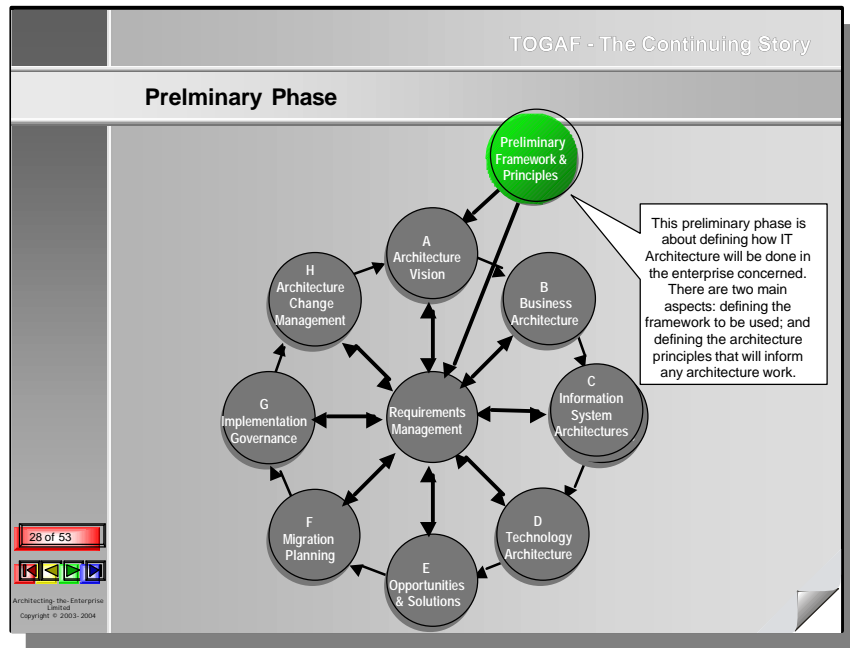 TOGAF - The Continuing Story
Prelminary Phase
Preliminary
Framework &
Principles
This preliminary phase is
about defining how IT
Architecture will be done in
the enterprise concerned.
There are two main
aspects: defining the
framework to be used; and
defining the architecture
principles that will inform
any architecture work.
A
Architecture
Vision
H
Architecture
Change
Management
B
Business
Architecture
G
Implementation
Governance
Requirements
Management
C
Information
System
Architectures
F
Migration
Planning
D
Technology
Architecture
E
Opportunities
& Solutions
28 of 53
Architecting-the-Enterprise
Limited
Copyright © 2003-2004